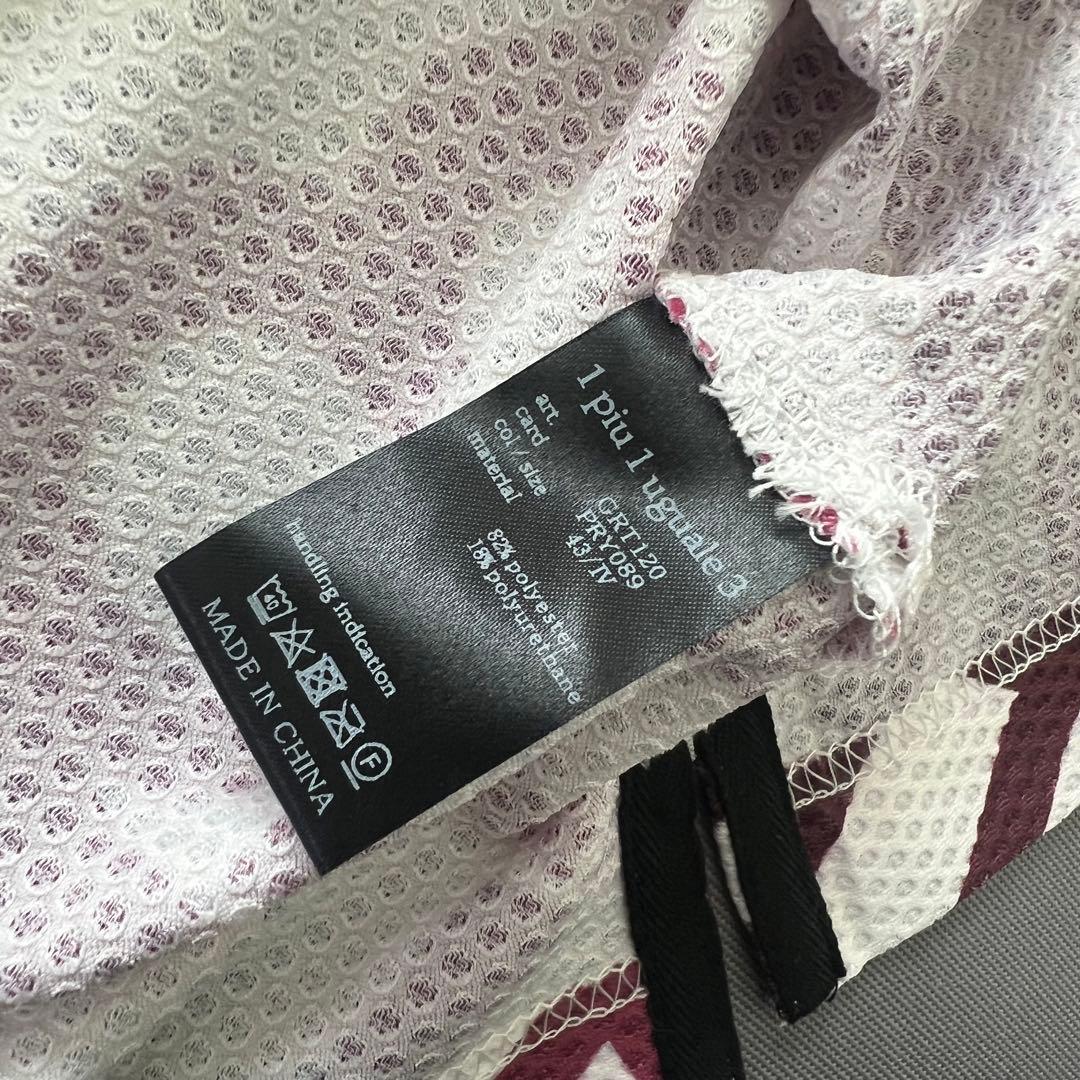 1 piu 1 uguale 3
art. GRT120
card PRY089
col / size 43/IV
material 82% polyester
18% polyurethane
handling indication
40 F
MADE IN CHINA